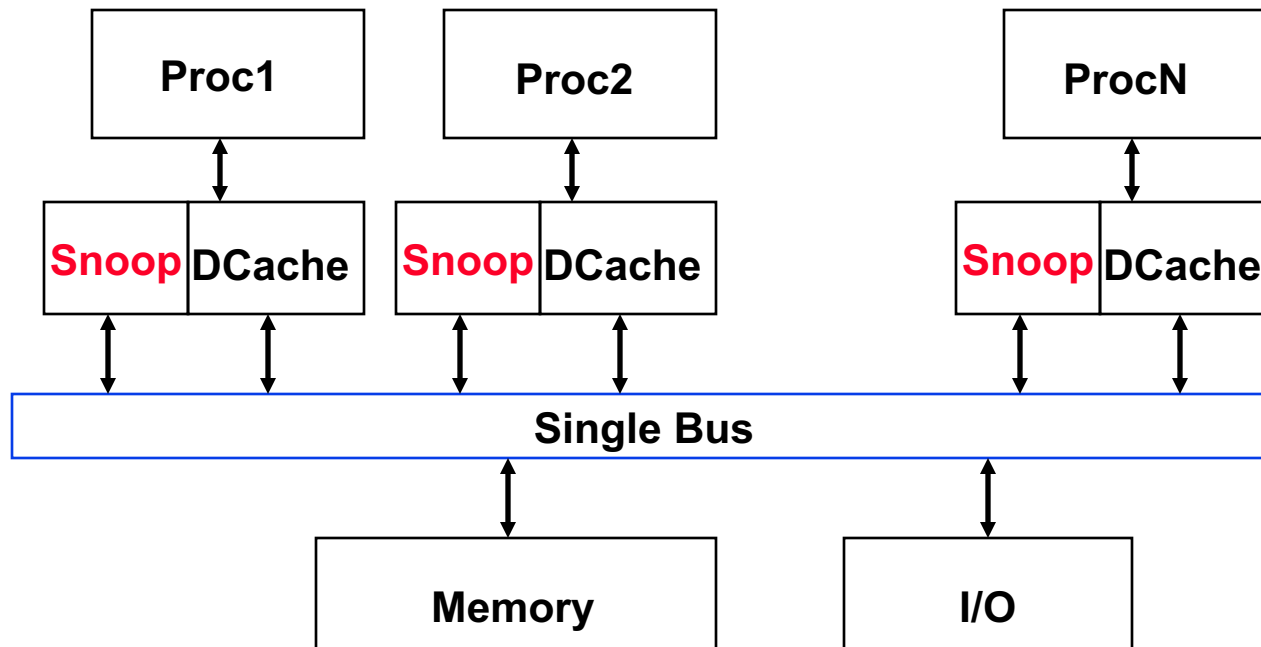 Proc1
Proc2
ProcN
Snoop DCache
Snoop DCache
Snoop DCache
Single Bus
Memory
I/O